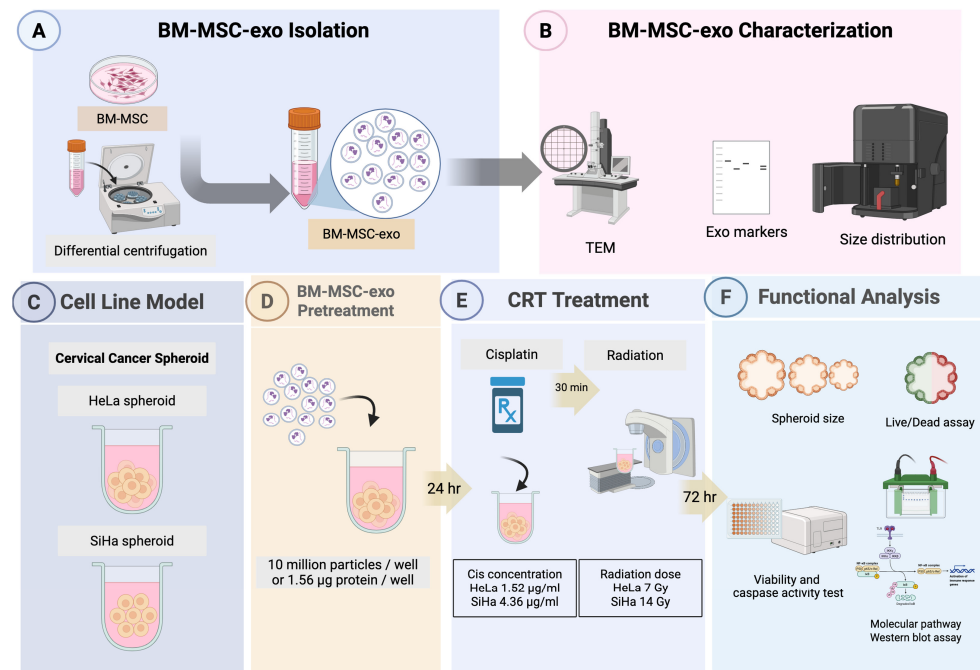 A
BM-MSC-exo Isolation
BM-MSC
Differential centrifugation
BM-MSC-exo
B
BM-MSC-exo Characterization
TEM
Exo markers
Size distribution
C
Cell Line Model
Cervical Cancer Spheroid
HeLa spheroid
SiHa spheroid
D
BM-MSC-exo
Pretreatment
10 million particles / well
or 1.56 µg protein / well
24 hr
E
CRT Treatment
Cisplatin
30 min
Radiation
Rx
Cis concentration
HeLa 1.52 µg/ml
SiHa 4.36 µg/ml
Radiation dose
HeLa 7 Gy
SiHa 14 Gy
72 hr
F
Functional Analysis
Spheroid size
Live/Dead assay
Viability and
caspase activity test
Molecular pathway
Western blot assay